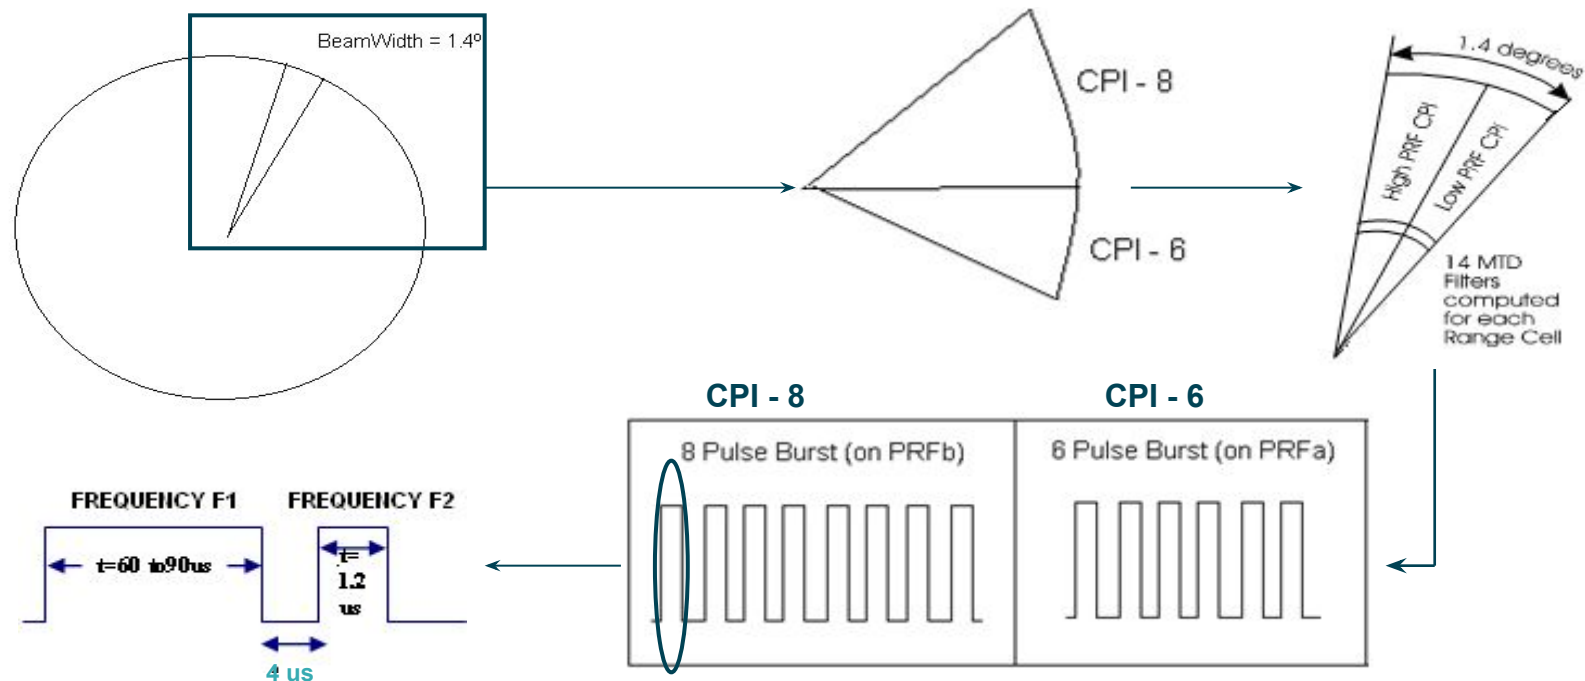 BeamWidth = 1.4º
CPI - 8
CPI - 6
1.4 degrees
High PRF CPI
Low PRF CPI
14 MTD
Filters
computed
for each
Range Cell
CPI - 8
CPI - 6
8 Pulse Burst (on PRFb)
6 Pulse Burst (on PRFa)
FREQUENCY F1
FREQUENCY F2
t=60 to90us
t=
1.2
us
4 us